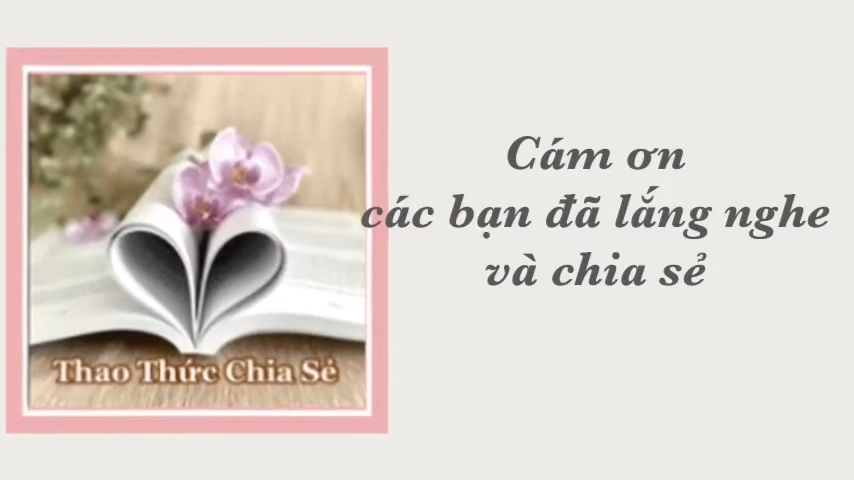 Cám ơn
các bạn đã lắng nghe
và chia sẻ
Thao Thức Chia Sẻ